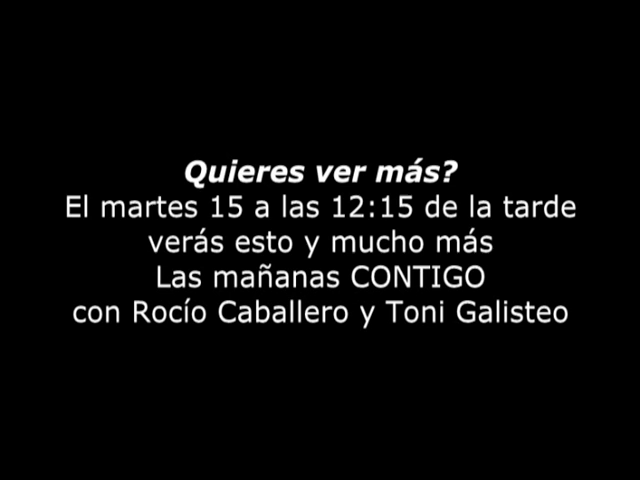 Quieres ver más?
El martes 15 a las 12:15 de la tarde
verás esto y mucho más
Las mañanas CONTIGO
con Rocío Caballero y Toni Galisteo